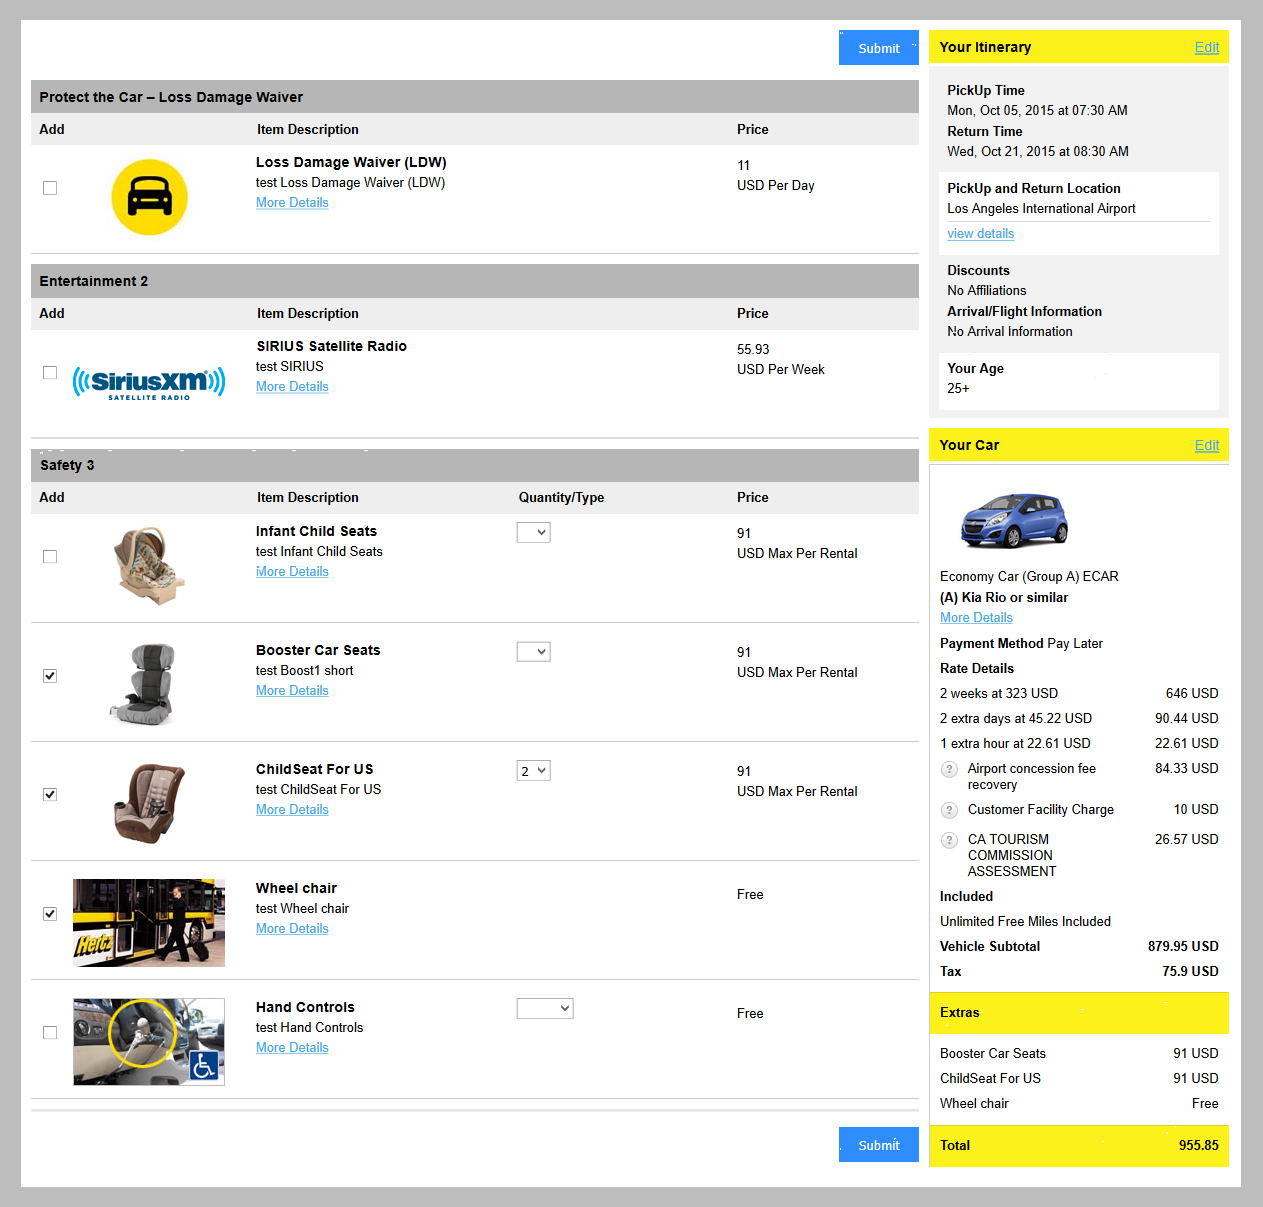 Submit
Protect the Car – Loss Damage Waiver
Add Item Description Price
Loss Damage Waiver (LDW)
test Loss Damage Waiver (LDW)
More Details
11
USD Per Day
Entertainment 2
Add Item Description Price
SiriusXM
SATELLITE RADIO
SIRIUS Satellite Radio
test SIRIUS
More Details
55.93
USD Per Week
Safety 3
Add Item Description Quantity/Type Price
Infant Child Seats
test Infant Child Seats
More Details
91
USD Max Per Rental
Booster Car Seats
test Boost1 short
More Details
91
USD Max Per Rental
ChildSeat For US
test ChildSeat For US
More Details
2
91
USD Max Per Rental
Hertz
Wheel chair
test Wheel chair
More Details
Free
Hand Controls
test Hand Controls
More Details
Free
Submit
Your Itinerary Edit
PickUp Time
Mon, Oct 05, 2015 at 07:30 AM
Return Time
Wed, Oct 21, 2015 at 08:30 AM
PickUp and Return Location
Los Angeles International Airport
view details
Discounts
No Affiliations
Arrival/Flight Information
No Arrival Information
Your Age
25+
Your Car Edit
Economy Car (Group A) ECAR
(A) Kia Rio or similar
More Details
Payment Method Pay Later
Rate Details
2 weeks at 323 USD 646 USD
2 extra days at 45.22 USD 90.44 USD
1 extra hour at 22.61 USD 22.61 USD
? Airport concession fee 84.33 USD
recovery
? Customer Facility Charge 10 USD
? CA TOURISM 26.57 USD
COMMISSION
ASSESSMENT
Included
Unlimited Free Miles Included
Vehicle Subtotal 879.95 USD
Tax 75.9 USD
Extras
Booster Car Seats 91 USD
ChildSeat For US 91 USD
Wheel chair Free
Total 955.85